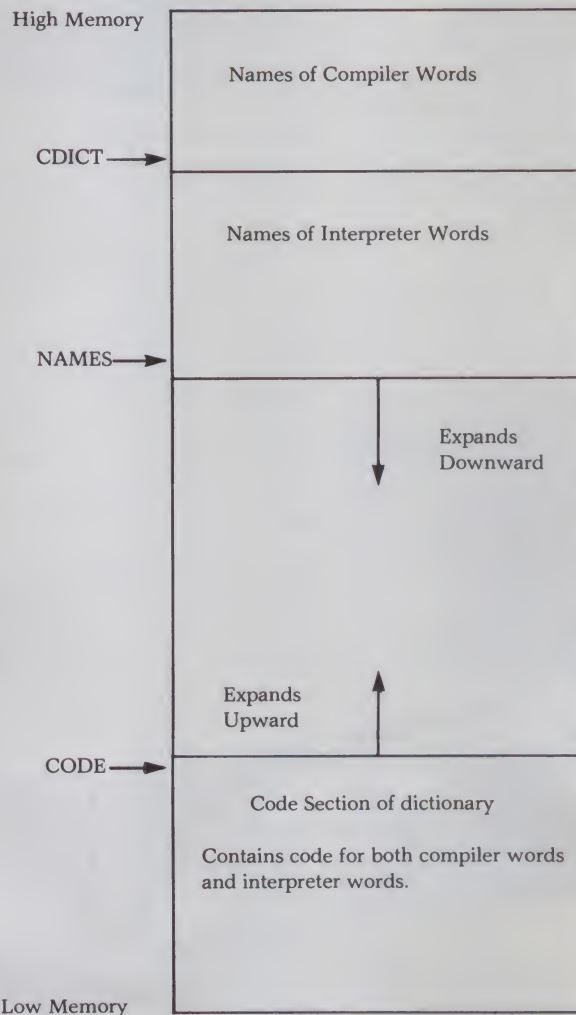 High Memory
Names of Compiler Words
CDICT
Names of Interpreter Words
NAMES
Expands
Downward
Expands
Upward
CODE
Code Section of dictionary
Contains code for both compiler words
and interpreter words.
Low Memory